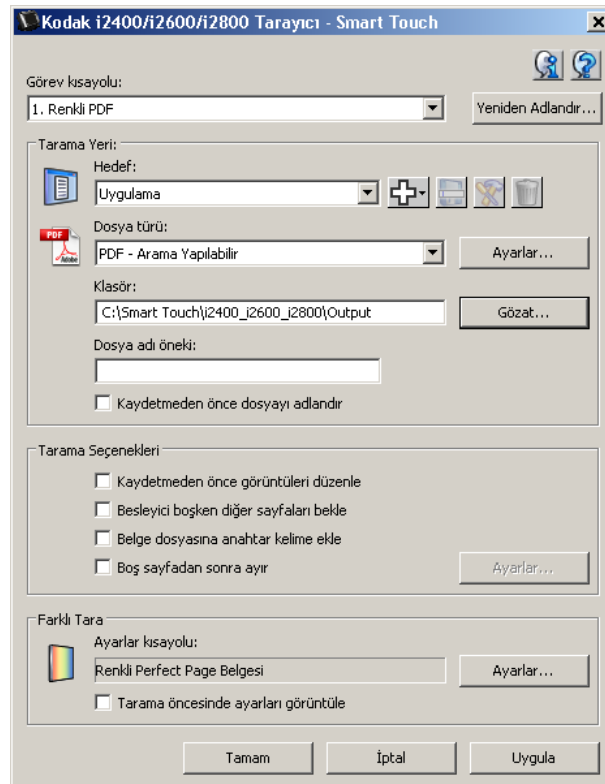 Kodak i2400/i2600/i2800 Tarayıcı - Smart Touch
Görev kısayolu:
1. Renkli PDF
Yeniden Adlandır...
Tarama Yeri:
Hedef:
Uygulama
Dosya türü:
PDF
Adobe
PDF - Arama Yapılabilir
Ayarlar...
Klasör:
C:\Smart Touch\i2400_i2600_i2800\Output
Gözat...
Dosya adı öneki:
Kaydetmeden önce dosyayı adlandır
Tarama Seçenekleri
Kaydetmeden önce görüntüleri düzenle
Besleyici boşken diğer sayfaları bekle
Belge dosyasına anahtar kelime ekle
Boş sayfadan sonra ayır
Ayarlar...
Farklı Tara
Ayarlar kısayolu:
Renkli Perfect Page Belgesi
Ayarlar...
Tarama öncesinde ayarları görüntüle
Tamam
İptal
Uygula